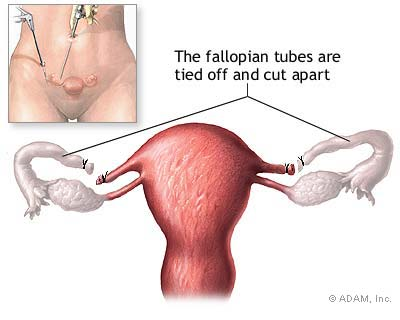 The fallopian tubes are
tied off and cut apart
© ADAM, Inc.